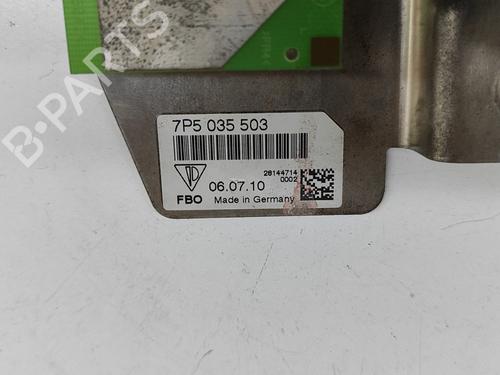 B-PARTS
7P5 035 503
28144714
0002
06.07.10
FBO Made in Germany